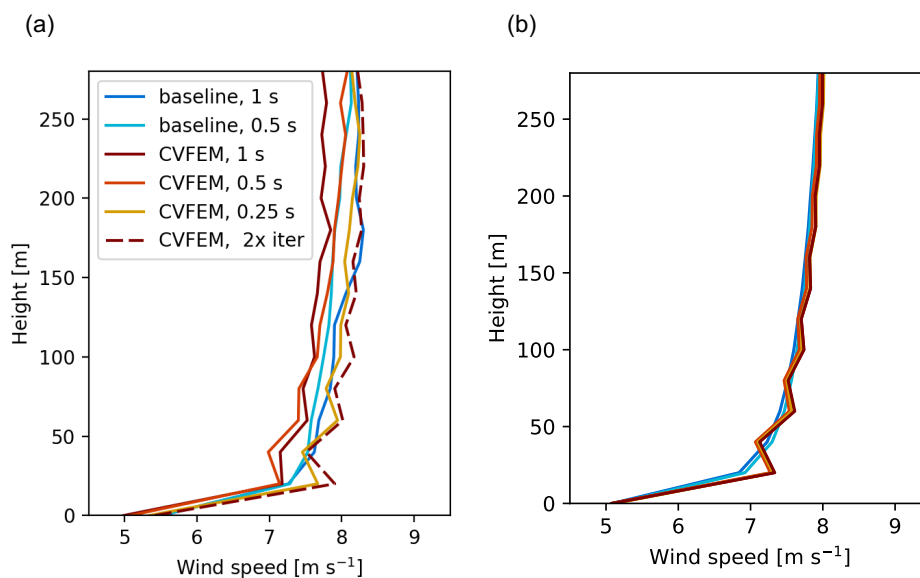 (a)
(b)
baseline, 1 s
baseline, 0.5 s
CVFEM, 1 s
CVFEM, 0.5 s
CVFEM, 0.25 s
CVFEM,  2x iter
250
200
150
100
50
0
Height [m]
5 6 7 8 9
Wind speed [m s⁻¹]
250
200
150
100
50
0
Height [m]
5 6 7 8 9
Wind speed [m s⁻¹]